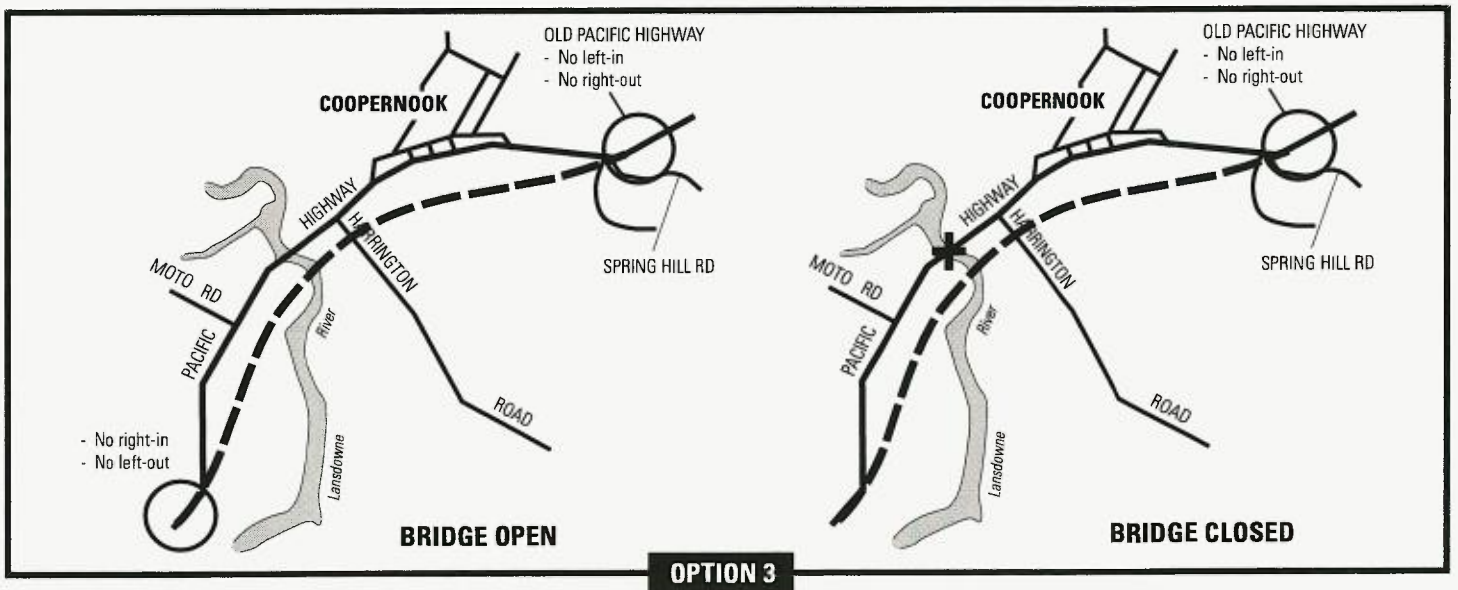 OLD PACIFIC HIGHWAY
- No left-in
- No right-out
COOPERNOOK
HIGHWAY
HARRINGTON
SPRING HILL RD
MOTO RD
River
PACIFIC
ROAD
- No right-in
- No left-out
Lansdowne
BRIDGE OPEN
OLD PACIFIC HIGHWAY
- No left-in
- No right-out
COOPERNOOK
HIGHWAY
HARRINGTON
SPRING HILL RD
MOTO RD
River
PACIFIC
ROAD
Lansdowne
BRIDGE CLOSED
OPTION 3